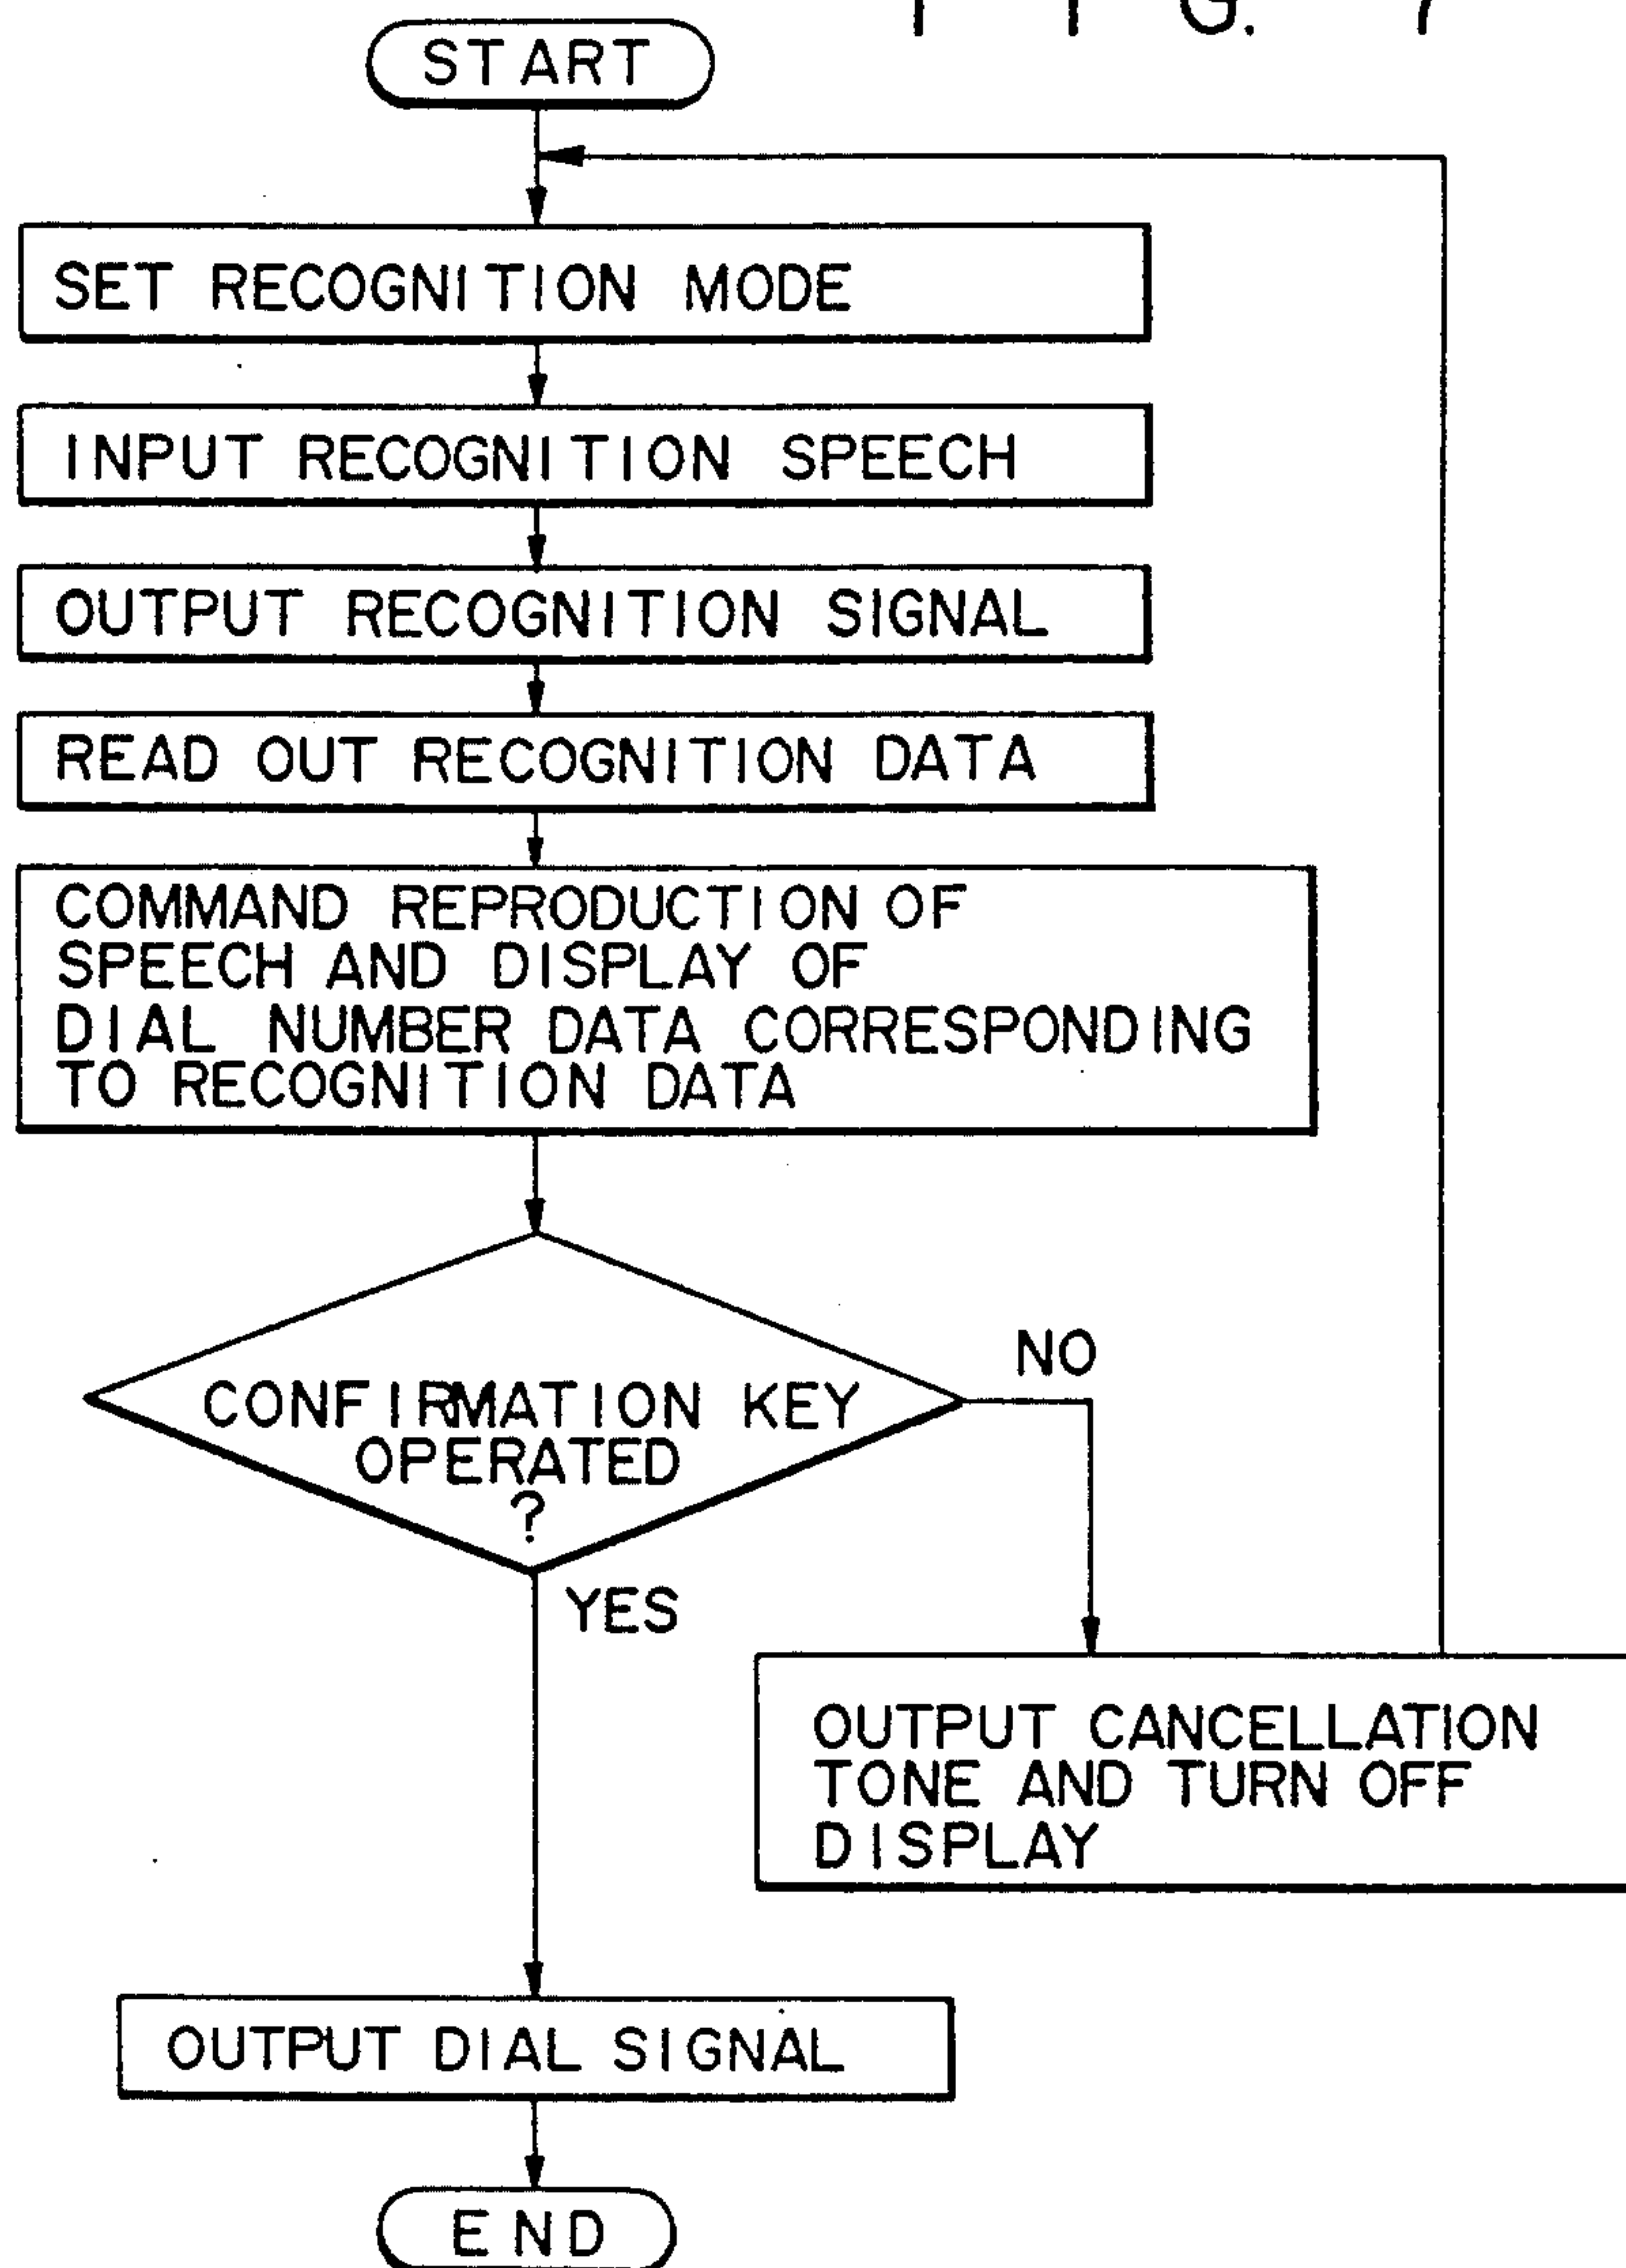 START
SET RECOGNITION MODE
INPUT RECOGNITION SPEECH
OUTPUT RECOGNITION SIGNAL
READ OUT RECOGNITION DATA
COMMAND REPRODUCTION OF
SPEECH AND DISPLAY OF
DIAL NUMBER DATA CORRESPONDING
TO RECOGNITION DATA
CONFIRMATION KEY
OPERATED
?
NO
YES
OUTPUT CANCELLATION
TONE AND TURN OFF
DISPLAY
OUTPUT DIAL SIGNAL
END